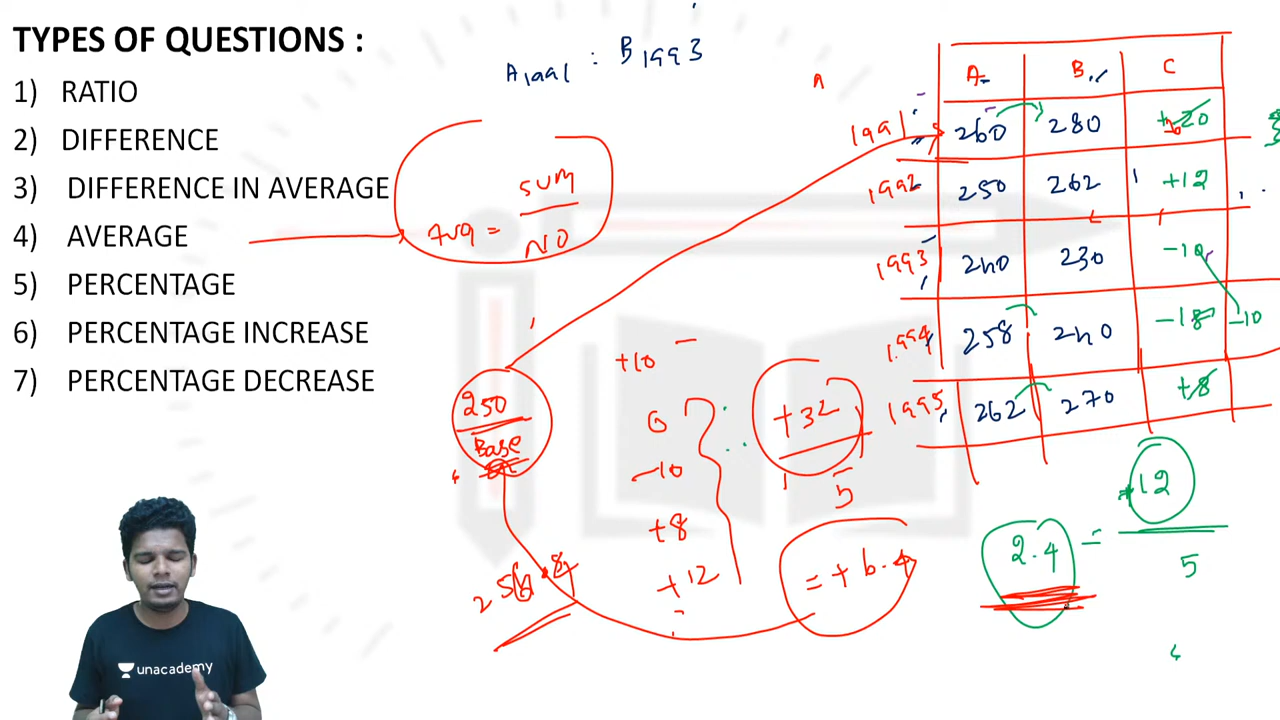 TYPES OF QUESTIONS :
1) RATIO
2) DIFFERENCE
3) DIFFERENCE IN AVERAGE
4) AVERAGE
5) PERCENTAGE
6) PERCENTAGE INCREASE
7) PERCENTAGE DECREASE
A1991 : B1993
A
AVG = SUM
NO
A B C
1991 260 280 +20
1992 250 262 +12
1993 240 230 -10
1994 258 240 -18 -10
1995 262 270 +8
250
Base
+10
0
-10
+8
+12
+32
5
= + 6.4
2.4 = 12
5
unacademy